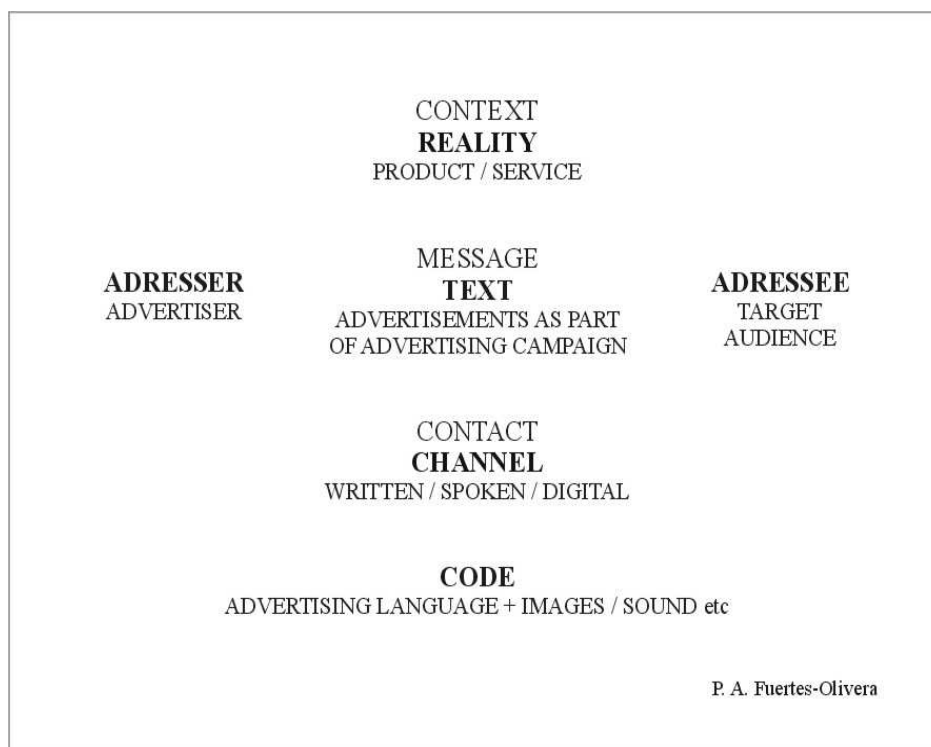 CONTEXT
REALITY
PRODUCT / SERVICE
MESSAGE
TEXT
ADVERTISEMENTS AS PART
OF ADVERTISING CAMPAIGN
ADRESSER
ADVERTISER
ADRESSEE
TARGET
AUDIENCE
CONTACT
CHANNEL
WRITTEN / SPOKEN / DIGITAL
CODE
ADVERTISING LANGUAGE + IMAGES / SOUND etc
P. A. Fuertes-Olivera